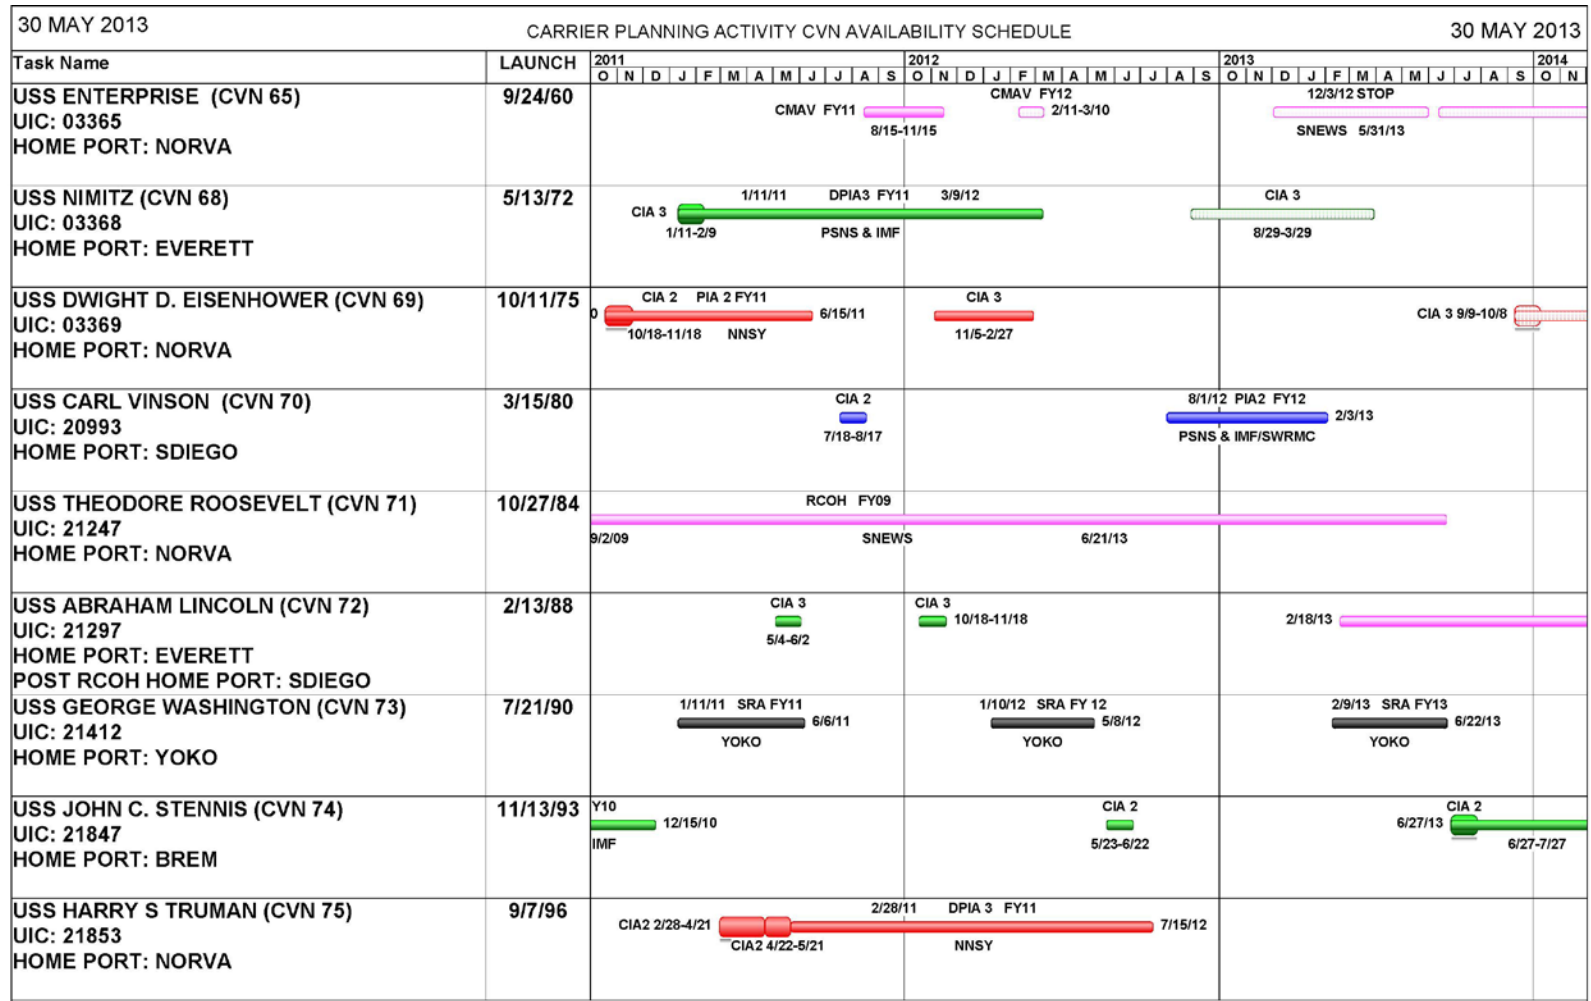 30 MAY 2013
CARRIER PLANNING ACTIVITY CVN AVAILABILITY SCHEDULE
30 MAY 2013
Task Name LAUNCH 2011 2012 2013 2014
O N D J F M A M J J A S O N D J F M A M J J A S O N D J F M A M J J A S O N
USS ENTERPRISE (CVN 65) 9/24/60
UIC: 03365
HOME PORT: NORVA
CMAV FY11
8/15-11/15
CMAV FY12
2/11-3/10
12/3/12 STOP
SNEWS 5/31/13
USS NIMITZ (CVN 68) 5/13/72
UIC: 03368
HOME PORT: EVERETT
CIA 3
1/11/11 DPIA3 FY11 3/9/12
1/11-2/9 PSNS & IMF
CIA 3
8/29-3/29
USS DWIGHT D. EISENHOWER (CVN 69) 10/11/75
UIC: 03369
HOME PORT: NORVA
0
CIA 2 PIA 2 FY11
6/15/11
10/18-11/18 NNSY
CIA 3
11/5-2/27
CIA 3 9/9-10/8
USS CARL VINSON (CVN 70) 3/15/80
UIC: 20993
HOME PORT: SDIEGO
CIA 2
7/18-8/17
8/1/12 PIA2 FY12
2/3/13
PSNS & IMF/SWRMC
USS THEODORE ROOSEVELT (CVN 71) 10/27/84
UIC: 21247
HOME PORT: NORVA
RCOH FY09
9/2/09 SNEWS 6/21/13
USS ABRAHAM LINCOLN (CVN 72) 2/13/88
UIC: 21297
HOME PORT: EVERETT
POST RCOH HOME PORT: SDIEGO
CIA 3
5/4-6/2
CIA 3
10/18-11/18
2/18/13
USS GEORGE WASHINGTON (CVN 73) 7/21/90
UIC: 21412
HOME PORT: YOKO
1/11/11 SRA FY11
6/6/11
YOKO
1/10/12 SRA FY 12
5/8/12
YOKO
2/9/13 SRA FY13
6/22/13
YOKO
USS JOHN C. STENNIS (CVN 74) 11/13/93
UIC: 21847
HOME PORT: BREM
Y10
12/15/10
IMF
CIA 2
5/23-6/22
CIA 2
6/27/13
6/27-7/27
USS HARRY S TRUMAN (CVN 75) 9/7/96
UIC: 21853
HOME PORT: NORVA
CIA2 2/28-4/21
CIA2 4/22-5/21
2/28/11 DPIA 3 FY11
7/15/12
NNSY